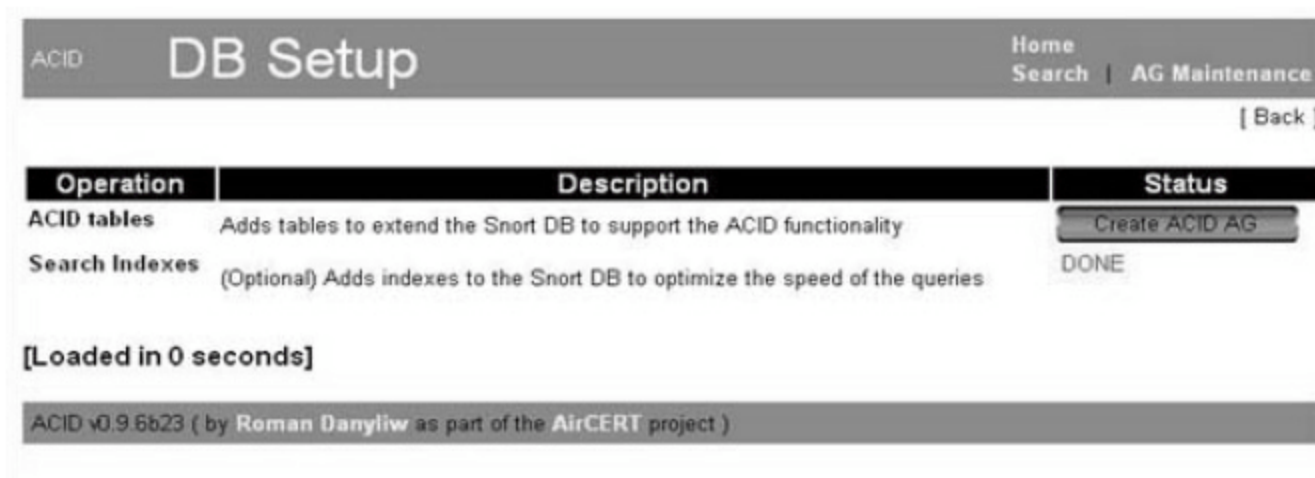 ACID DB Setup
Home
Search | AG Maintenance
[ Back ]
Operation Description Status
ACID tables Adds tables to extend the Snort DB to support the ACID functionality Create ACID AG
Search Indexes (Optional) Adds indexes to the Snort DB to optimize the speed of the queries DONE
[Loaded in 0 seconds]
ACID v0.9.6b23 ( by Roman Danyliw as part of the AirCERT project )